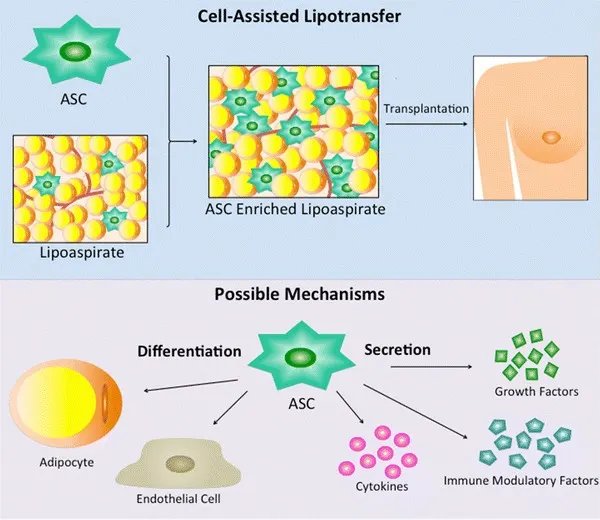 Cell-Assisted Lipotransfer
ASC
Lipoaspirate
ASC Enriched Lipoaspirate
Transplantation
Possible Mechanisms
Differentiation
Secretion
ASC
Adipocyte
Endothelial Cell
Cytokines
Growth Factors
Immune Modulatory Factors